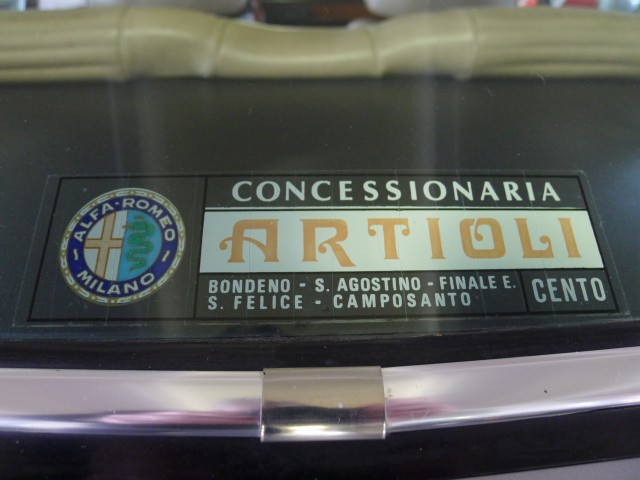 ALFA-ROMEO
MILANO
CONCESSIONARIA
ARTIOLI
BONDENO - S. AGOSTINO - FINALE E.
S. FELICE - CAMPOSANTO
CENTO